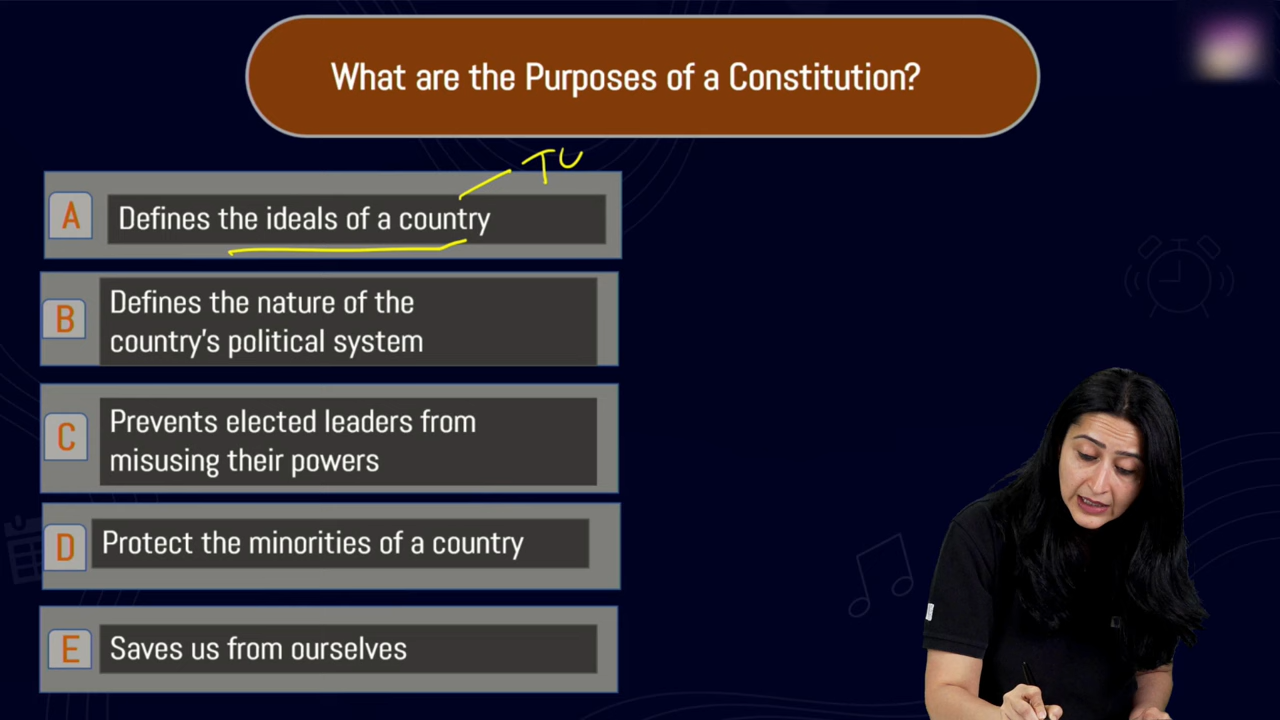 What are the Purposes of a Constitution?
A
Defines the ideals of a country
B
Defines the nature of the
country's political system
C
Prevents elected leaders from
misusing their powers
D
Protect the minorities of a country
E
Saves us from ourselves